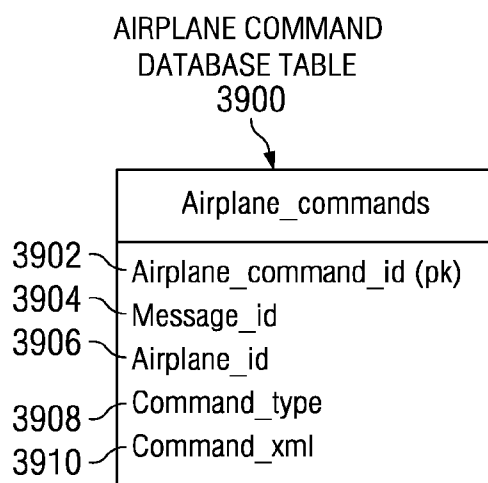 AIRPLANE COMMAND
DATABASE TABLE
3900
Airplane_commands
3902 Airplane_command_id (pk)
3904 Message_id
3906 Airplane_id
3908 Command_type
3910 Command_xml